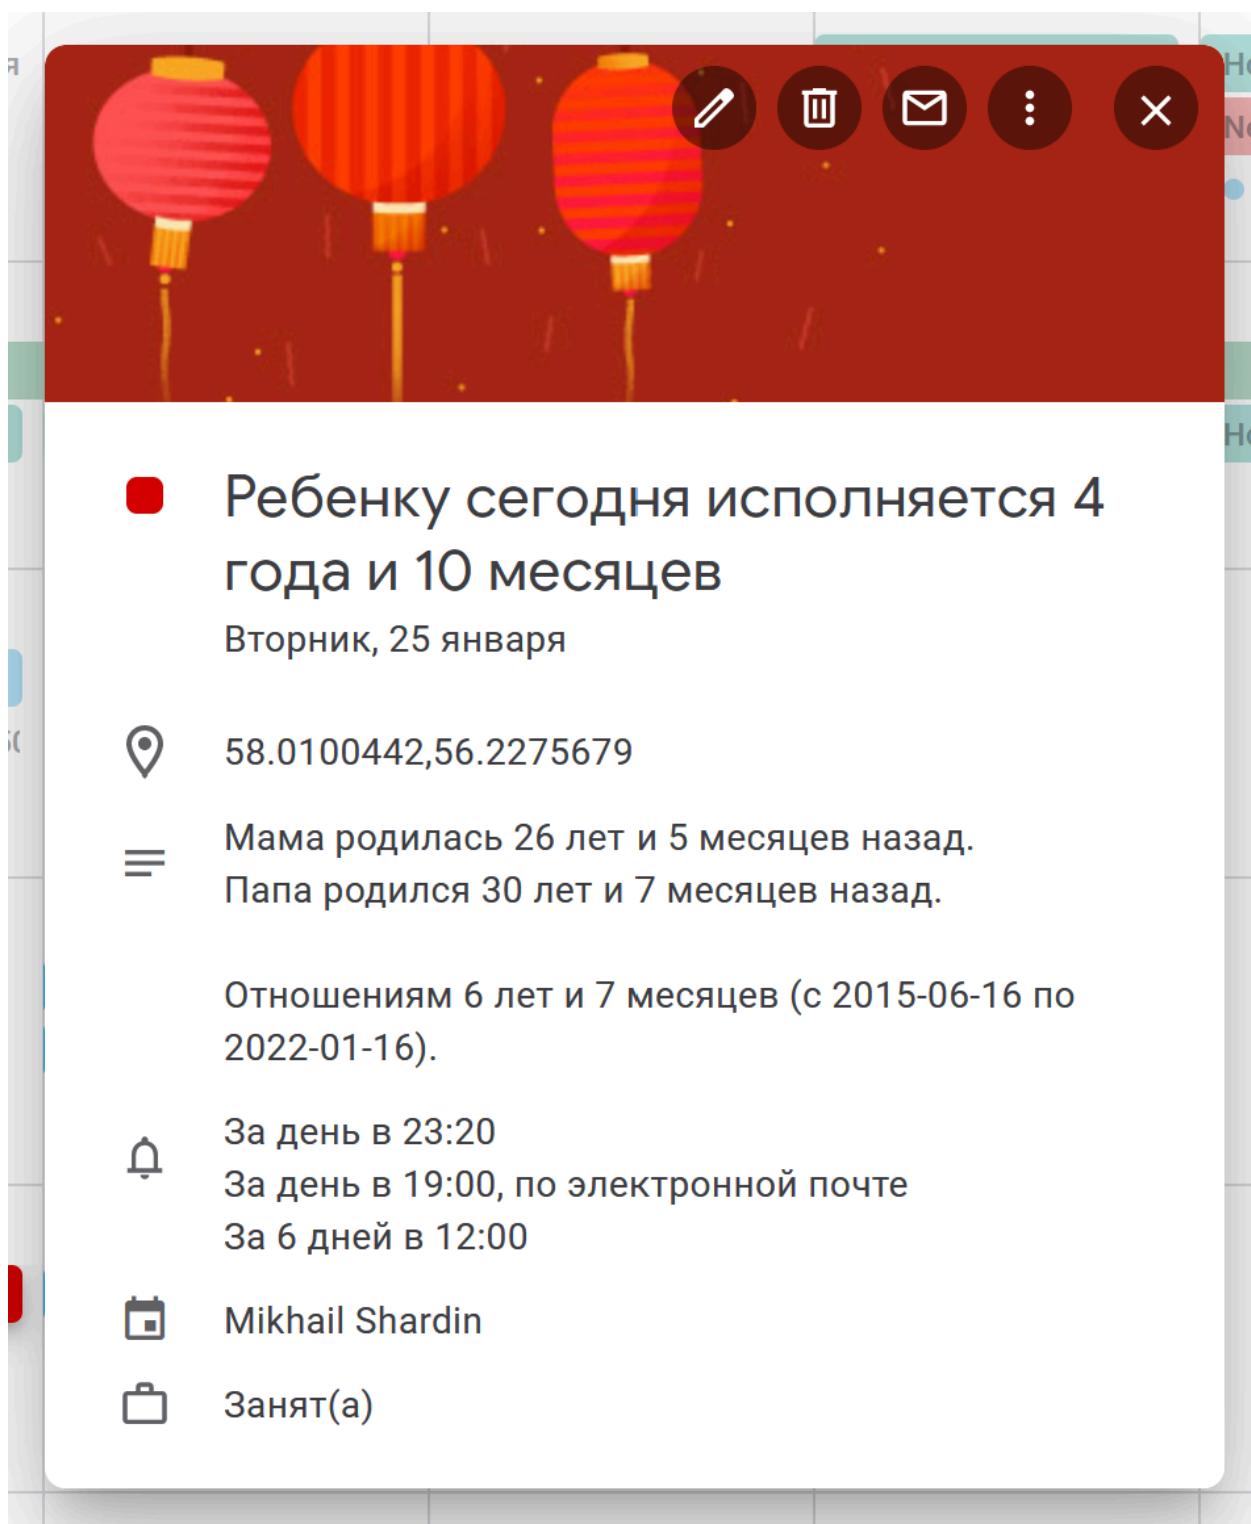 Ребенку сегодня исполняется 4
года и 10 месяцев
Вторник, 25 января
58.0100442,56.2275679
Мама родилась 26 лет и 5 месяцев назад.
Папа родился 30 лет и 7 месяцев назад.
Отношениям 6 лет и 7 месяцев (с 2015-06-16 по
2022-01-16).
За день в 23:20
За день в 19:00, по электронной почте
За 6 дней в 12:00
Mikhail Shardin
Занят(а)